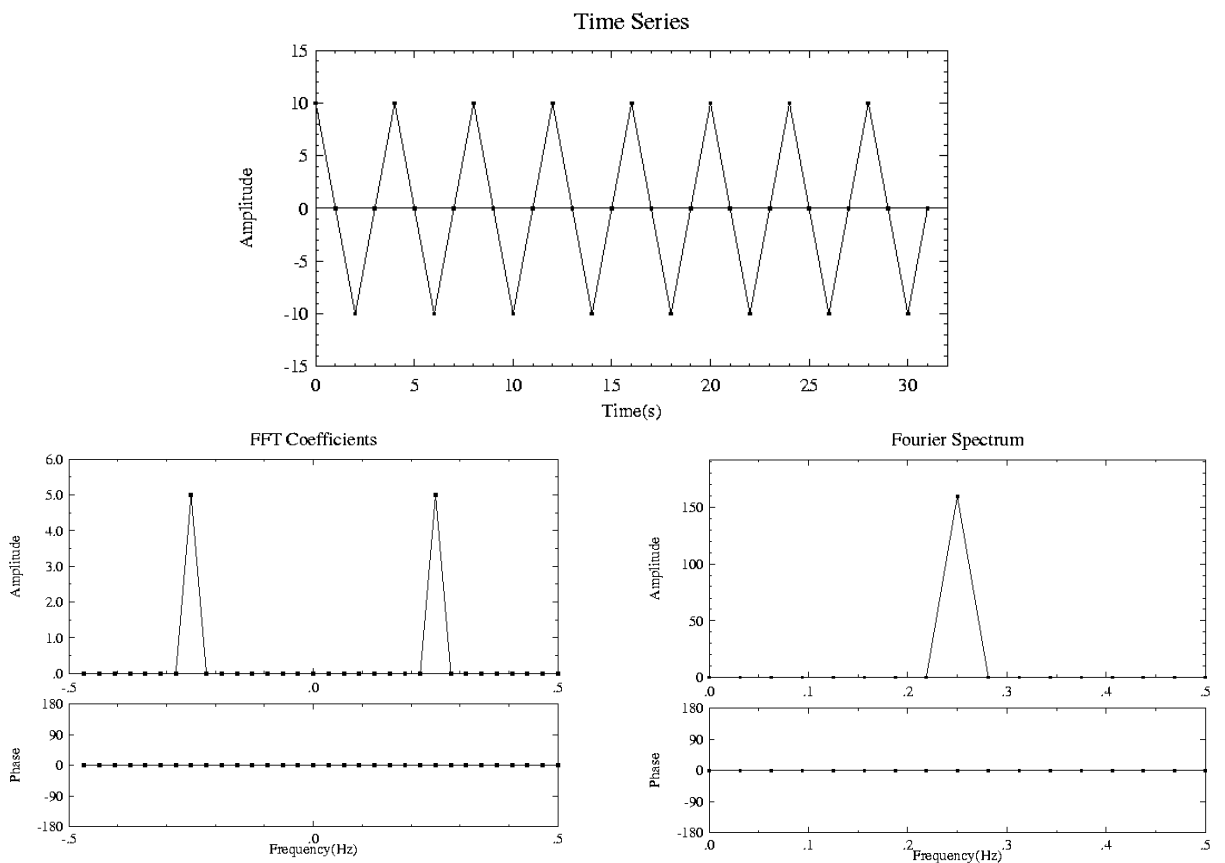 Time Series
15
10
5
0
-5
-10
-15
Amplitude
0 5 10 15 20 25 30
Time(s)
FFT Coefficients
6.0
5.0
4.0
3.0
2.0
1.0
.0
Amplitude
-.5 .0 .5
180
90
0
-90
-180
Phase
-.5 .0 .5
Frequency(Hz)
Fourier Spectrum
150
100
50
0
Amplitude
.0 .1 .2 .3 .4 .5
180
90
0
-90
-180
Phase
.0 .1 .2 .3 .4 .5
Frequency(Hz)